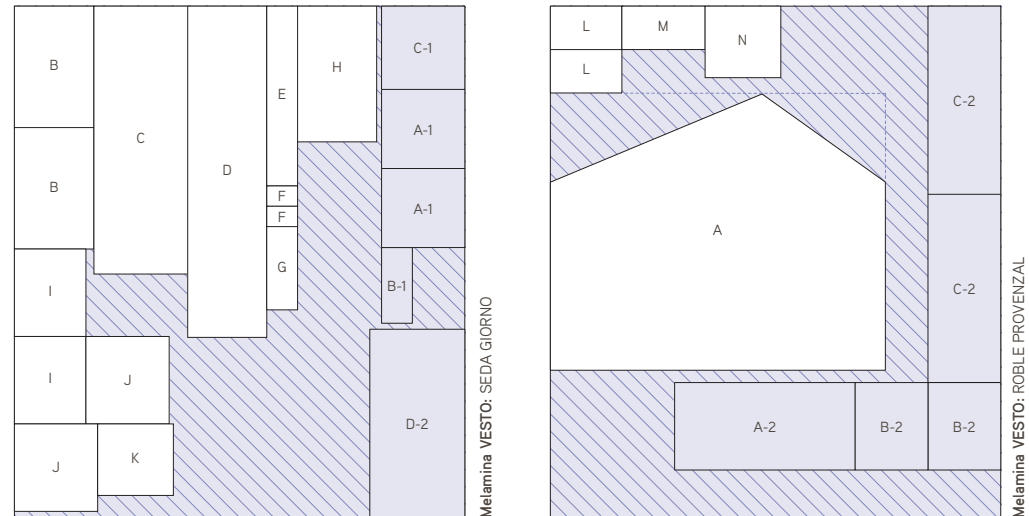 B
C
D
E
H
C-1
A-1
B
F
F
A-1
G
I
B-1
I
J
D-2
J
K
Melamina VESTO: SEDA GIORNO
L
M
N
L
C-2
A
C-2
A-2
B-2
B-2
Melamina VESTO: ROBLE PROVENZAL